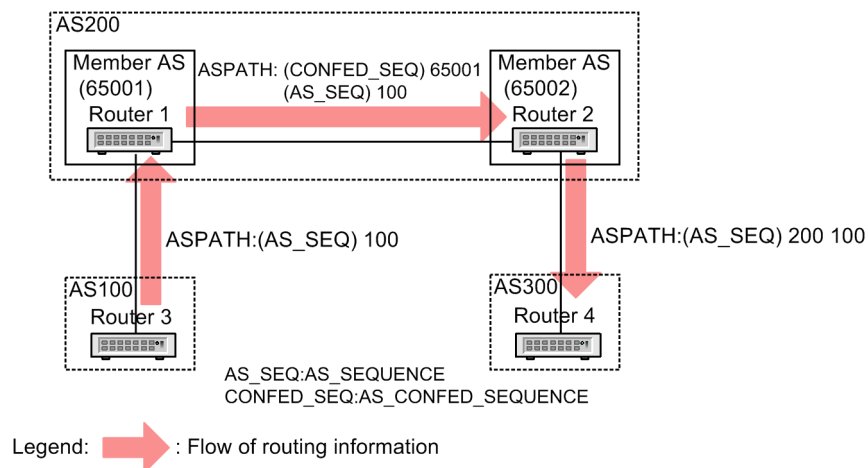 AS200
Member AS
(65001)
Router 1
ASPATH: (CONFED_SEQ) 65001
(AS_SEQ) 100
Member AS
(65002)
Router 2
ASPATH:(AS_SEQ) 100
ASPATH:(AS_SEQ) 200 100
AS100
Router 3
AS300
Router 4
AS_SEQ:AS_SEQUENCE
CONFED_SEQ:AS_CONFED_SEQUENCE
Legend: : Flow of routing information